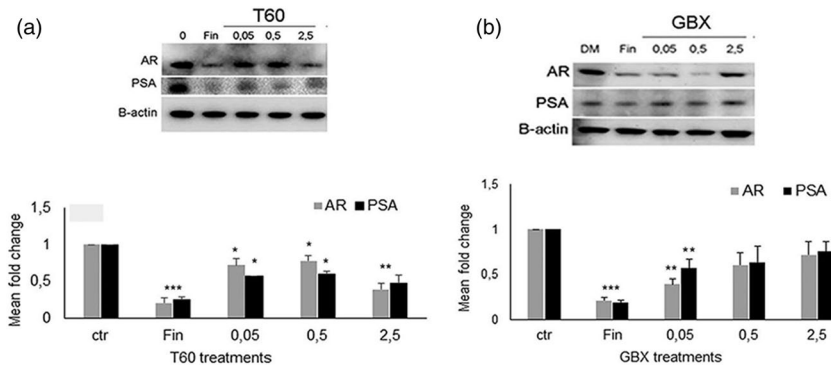 (a)
T60
0 Fin 0,05 0,5 2,5
AR
PSA
B-actin
Mean fold change
1,5
1
0,5
0
AR PSA
***
* *
* *
**
ctr Fin 0,05 0,5 2,5
T60 treatments
(b)
GBX
DM Fin 0,05 0,5 2,5
AR
PSA
B-actin
Mean fold change
1,5
1
0,5
0
AR PSA
***
** **
ctr Fin 0,05 0,5 2,5
GBX treatments